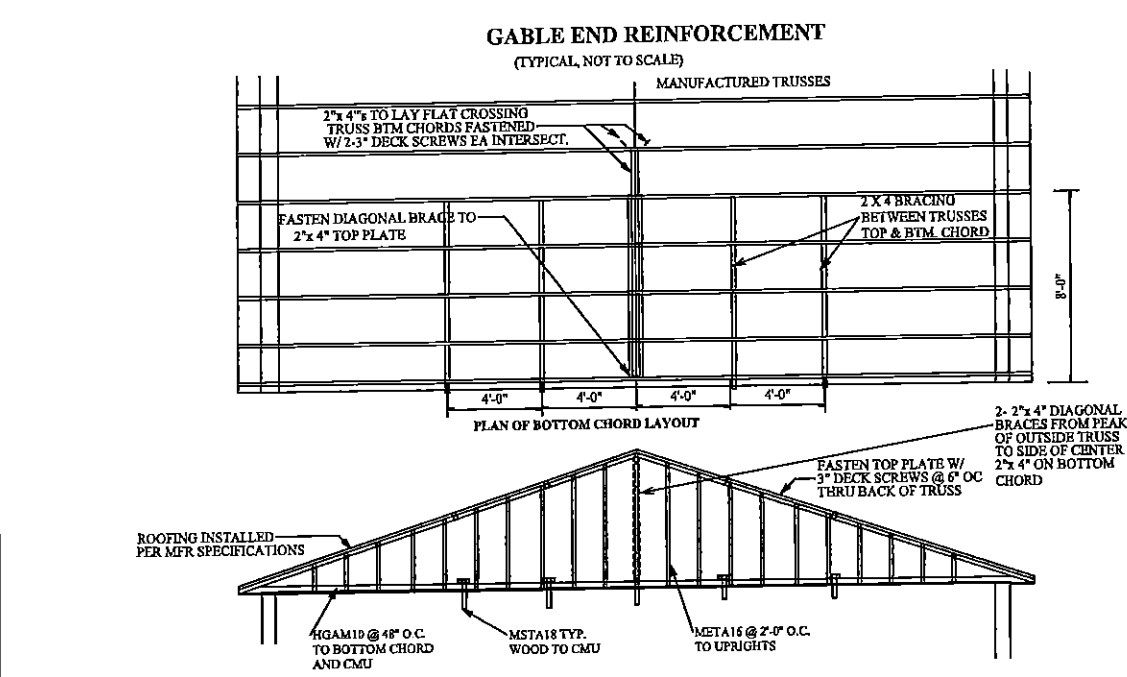 GABLE END REINFORCEMENT
(TYPICAL, NOT TO SCALE)
MANUFACTURED TRUSSES
2"x 4"'s TO LAY FLAT CROSSING
TRUSS BTM CHORDS FASTENED
W/ 2-3" DECK SCREWS EA INTERSECT.
FASTEN DIAGONAL BRACE TO
2"x 4" TOP PLATE
2 X 4 BRACING
BETWEEN TRUSSES
TOP & BTM. CHORD
8'-0"
4'-0"
4'-0"
4'-0"
4'-0"
PLAN OF BOTTOM CHORD LAYOUT
2- 2"x 4" DIAGONAL
BRACES FROM PEAK
OF OUTSIDE TRUSS
TO SIDE OF CENTER
2"x 4" ON BOTTOM
CHORD
FASTEN TOP PLATE W/
3" DECK SCREWS @ 6" OC
THRU BACK OF TRUSS
ROOFING INSTALLED
PER MFR SPECIFICATIONS
HGAM10 @ 48" O.C.
TO BOTTOM CHORD
AND CMU
MSTA18 TYP.
WOOD TO CMU
META16 @ 2'-0" O.C.
TO UPRIGHTS